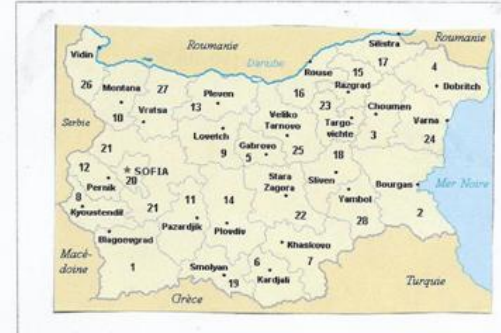 Roumanie
Roumanie
Silistra
17
4
Vidin
Danube
Rouse
15
Razgrad
Dobritch
26
Montana
27
Pleven
16
23
Choumen
13
Vratsa
Veliko
Tarnovo
Targo-
vichte
Varna
10
Serbie
Lovetch
Gabrovo
3
24
21
9
5
25
18
12
SOFIA
Pernik
20
Stara
Zagora
Sliven
Bourgas
Mer Noire
8
Kyoustendil
21
11
14
Yambol
22
2
Pazardjik
Plovdiv
28
Blagoevgrad
Khaskovo
Macé-
doine
1
Smolyan
6
7
19
Kardjali
Turquie
Grèce